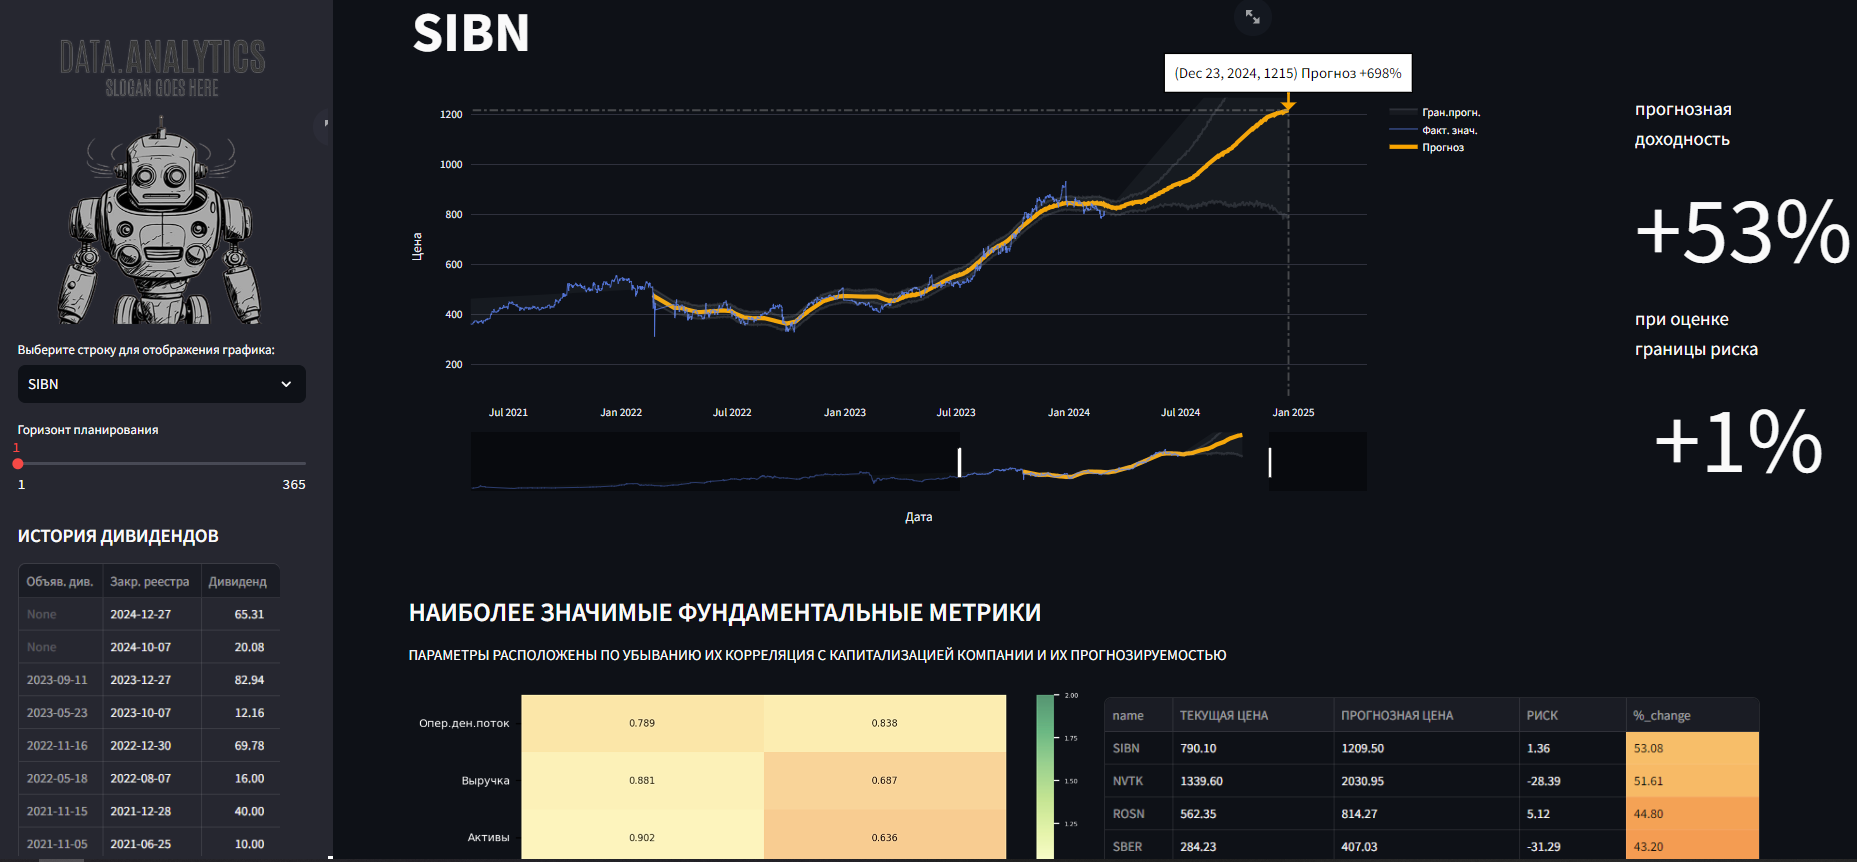 DATA.ANALYTICS
SLOGAN GOES HERE
Выберите строку для отображения графика:
SIBN
Горизонт планирования
1
1 365
ИСТОРИЯ ДИВИДЕНДОВ
Объяв. див. Закр. реестра Дивиденд
None 2024-12-27 65.31
None 2024-10-07 20.08
2023-09-11 2023-12-27 82.94
2023-05-23 2023-10-07 12.16
2022-11-16 2022-12-30 69.78
2022-05-18 2022-08-07 16.00
2021-11-15 2021-12-28 40.00
2021-11-05 2021-06-25 10.00
SIBN
(Dec 23, 2024, 1215) Прогноз +698%
1200
1000
800
600
400
200
Цена
Jul 2021 Jan 2022 Jul 2022 Jan 2023 Jul 2023 Jan 2024 Jul 2024 Jan 2025
Дата
Гран.прогн.
Факт. знач.
Прогноз
прогнозная
доходность
+53%
при оценке
границы риска
+1%
НАИБОЛЕЕ ЗНАЧИМЫЕ ФУНДАМЕНТАЛЬНЫЕ МЕТРИКИ
ПАРАМЕТРЫ РАСПОЛОЖЕНЫ ПО УБЫВАНИЮ ИХ КОРРЕЛЯЦИЯ С КАПИТАЛИЗАЦИЕЙ КОМПАНИИ И ИХ ПРОГНОЗИРУЕМОСТЬЮ
Опер.ден.поток 0.789 0.838
Выручка 0.881 0.687
Активы 0.902 0.636
2.00
1.75
1.50
1.25
name ТЕКУЩАЯ ЦЕНА ПРОГНОЗНАЯ ЦЕНА РИСК %_change
SIBN 790.10 1209.50 1.36 53.08
NVTK 1339.60 2030.95 -28.39 51.61
ROSN 562.35 814.27 5.12 44.80
SBER 284.23 407.03 -31.29 43.20